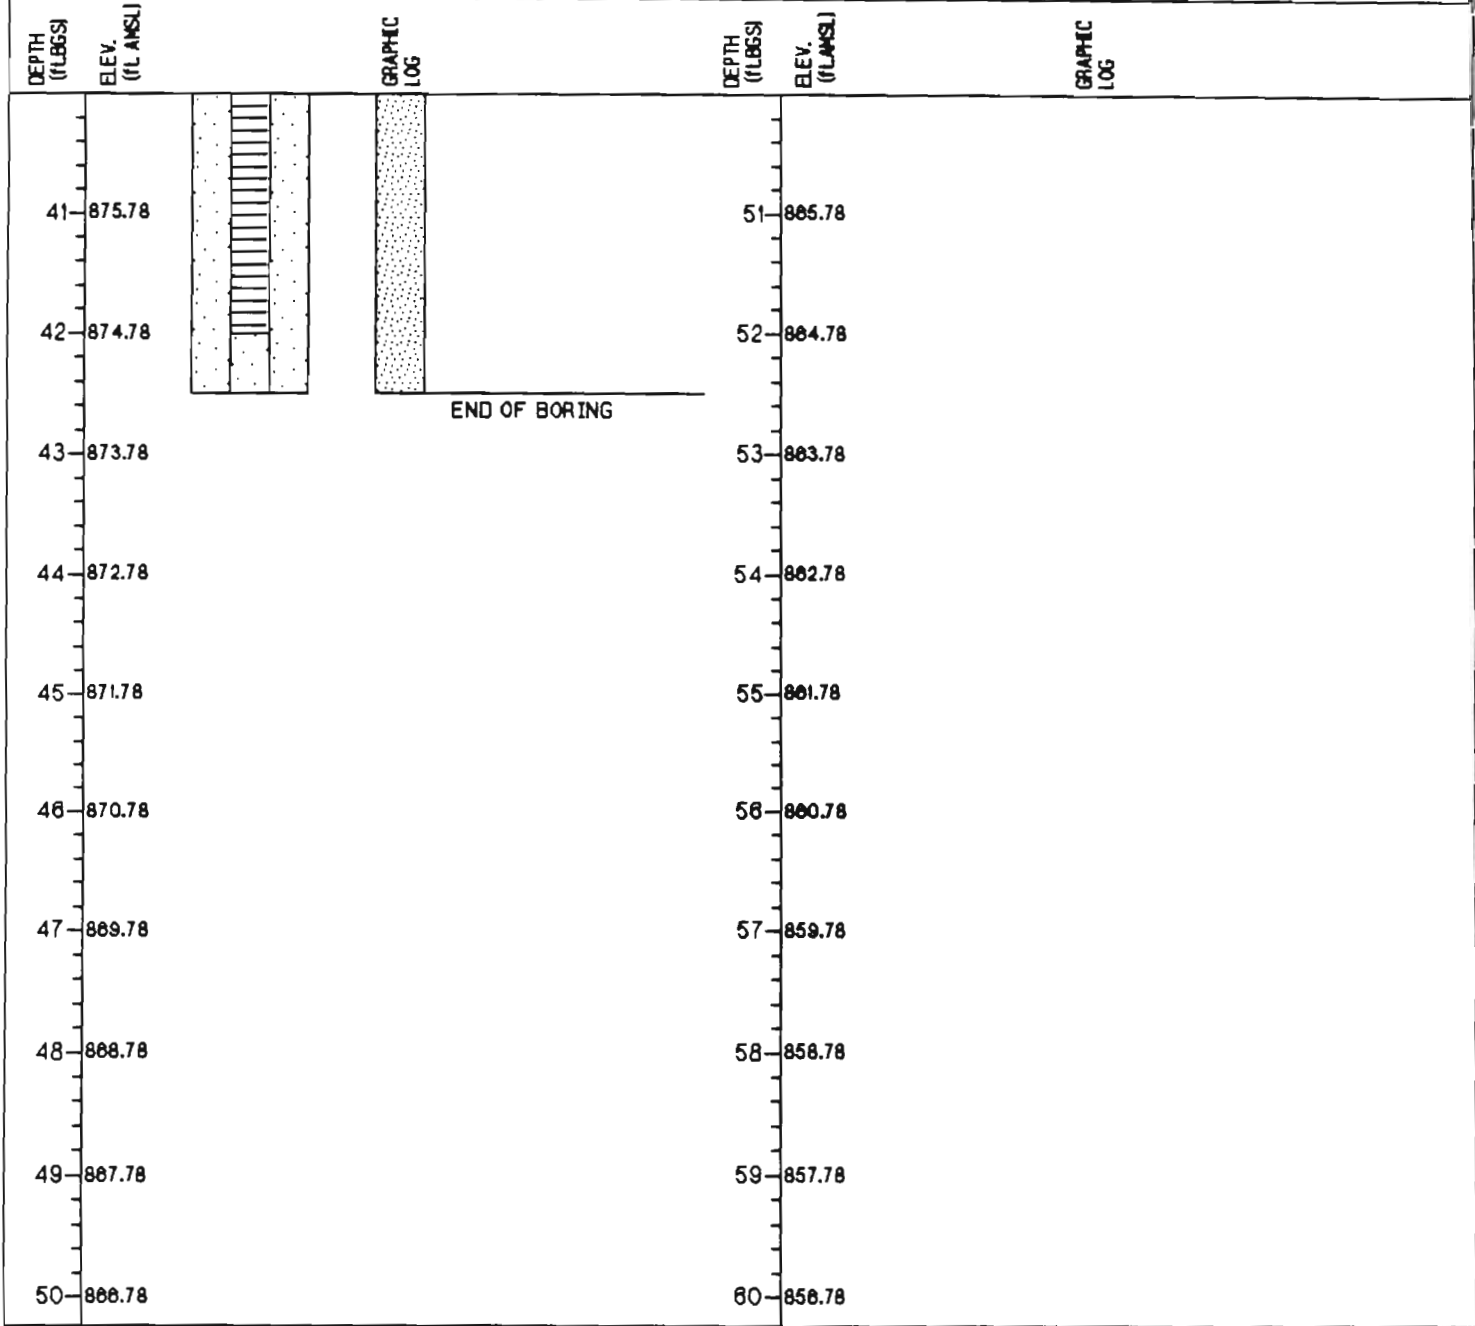 DEPTH
(ft.BGS)
ELEV.
(ft. AMSL)
GRAPHIC
LOG
DEPTH
(ft.BGS)
ELEV.
(ft.AMSL)
GRAPHIC
LOG
41 875.78
42 874.78
END OF BORING
43 873.78
44 872.78
45 871.78
46 870.78
47 869.78
48 868.78
49 867.78
50 866.78
51 865.78
52 864.78
53 863.78
54 862.78
55 861.78
56 860.78
57 859.78
58 858.78
59 857.78
60 856.78